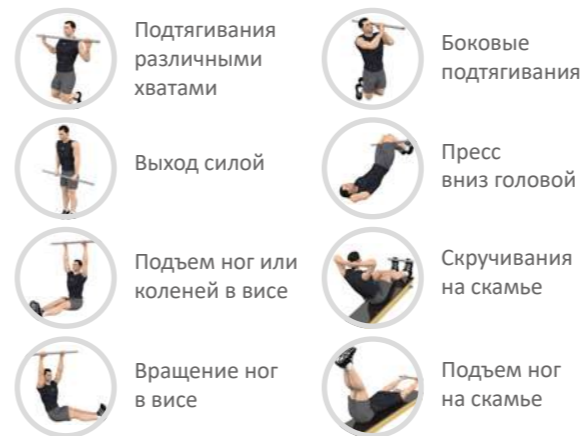 Подтягивания
различными
хватами
Боковые
подтягивания
Выход силой
Пресс
вниз головой
Подъем ног или
коленей в висе
Скручивания
на скамье
Вращение ног
в висе
Подъем ног
на скамье